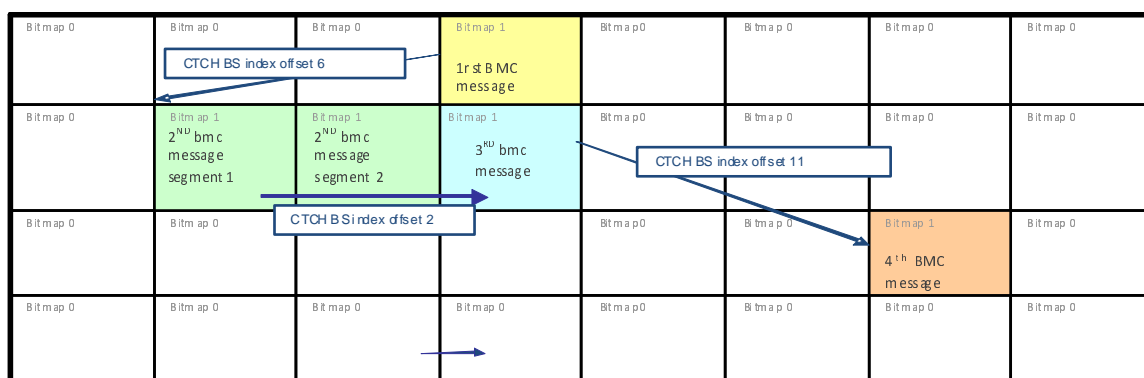 Bitmap 0
Bitmap 0
Bitmap 0
Bitmap 1
Bitmap0
Bitmap 0
Bitmap 0
Bitmap 0
CTCH BS index offset 6
1rst BMC
message
Bitmap 0
Bitmap 1
2ND bmc
message
segment 1
Bitmap 1
2ND bmc
message
segment 2
Bitmap 1
3RD bmc
message
Bitmap 0
Bitmap 0
Bitmap 0
Bitmap 0
CTCH BS index offset 11
CTCH BS index offset 2
Bitmap 0
Bitmap 0
Bitmap 0
Bitmap 0
Bitmap 0
Bitmap 0
Bitmap 1
4th BMC
message
Bitmap 0
Bitmap 0
Bitmap 0
Bitmap 0
Bitmap 0
Bitmap 0
Bitmap 0
Bitmap 0
Bitmap 0